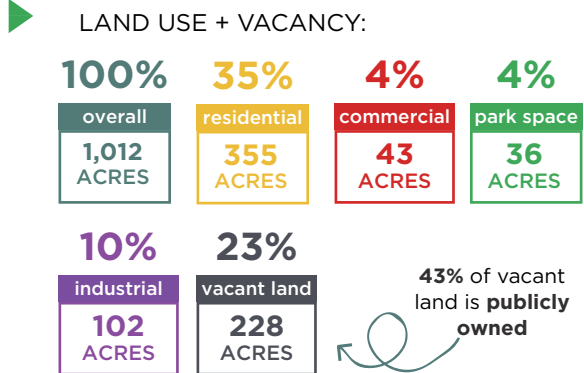 LAND USE + VACANCY:
100% 35% 4% 4%
overall residential commercial park space
1,012 355 43 36
ACRES ACRES ACRES ACRES
10% 23%
industrial vacant land
102 228
ACRES ACRES
43% of vacant
land is publicly
owned